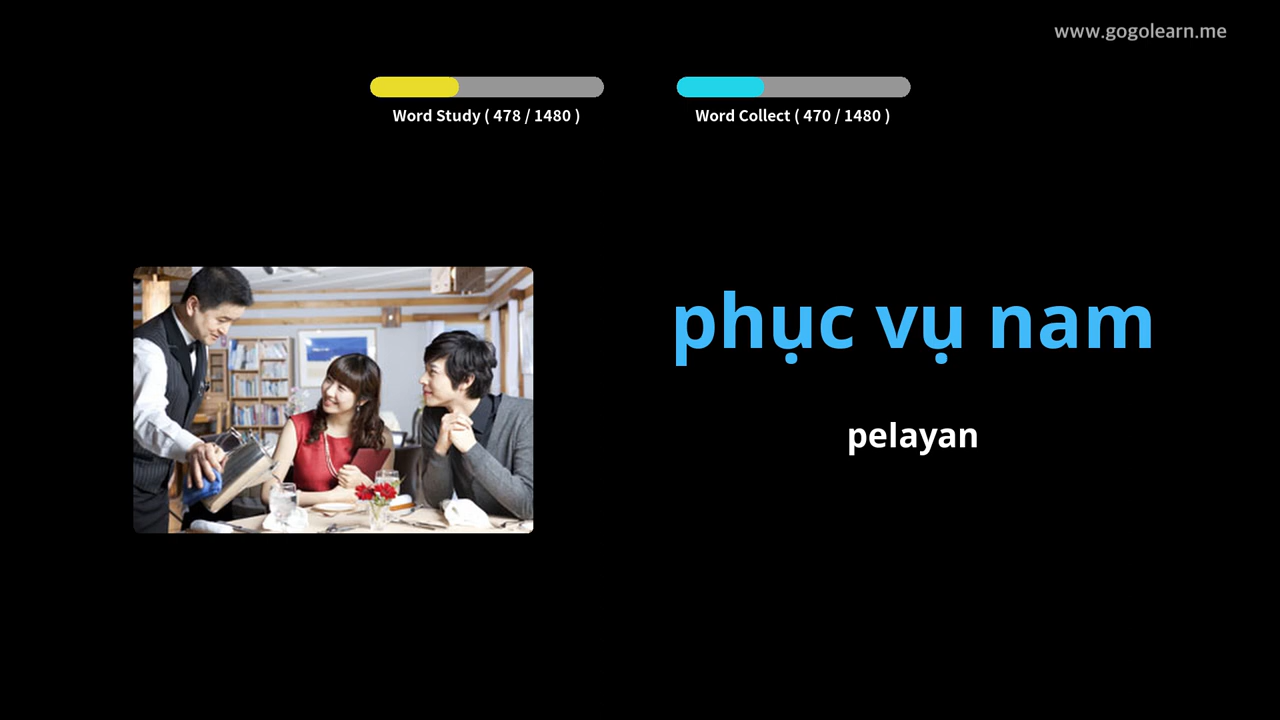 www.gogolearn.me
Word Study ( 478 / 1480 )
Word Collect ( 470 / 1480 )
phục vụ nam
pelayan